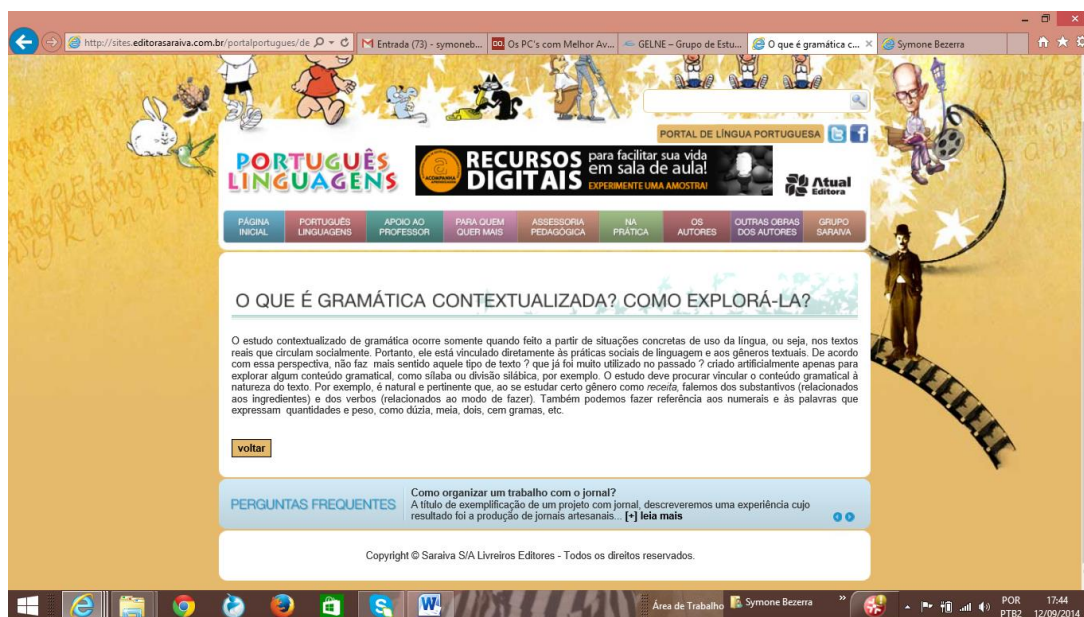 http://sites.editorasaraiva.com.br/portalportugues/de
Entrada (73) - symoneb...
Os PC's com Melhor Av...
GELNE – Grupo de Estu...
O que é gramática c...
Symone Bezerra
PORTAL DE LÍNGUA PORTUGUESA
PORTUGUÊS
LINGUAGENS
RECURSOS
DIGITAIS
para facilitar sua vida
em sala de aula!
EXPERIMENTE UMA AMOSTRA!
Atual
Editora
PÁGINA INICIAL
PORTUGUÊS LINGUAGENS
APOIO AO PROFESSOR
PARA QUEM QUER MAIS
ASSESSORIA PEDAGÓGICA
NA PRÁTICA
OS AUTORES
OUTRAS OBRAS DOS AUTORES
GRUPO SARAIVA
O QUE É GRAMÁTICA CONTEXTUALIZADA? COMO EXPLORÁ-LA?
O estudo contextualizado de gramática ocorre somente quando feito a partir de situações concretas de uso da língua, ou seja, nos textos
reais que circulam socialmente. Portanto, ele está vinculado diretamente às práticas sociais de linguagem e aos gêneros textuais. De acordo
com essa perspectiva, não faz mais sentido aquele tipo de texto ? que já foi muito utilizado no passado ? criado artificialmente apenas para
explorar algum conteúdo gramatical, como sílaba ou divisão silábica, por exemplo. O estudo deve procurar vincular o conteúdo gramatical à
natureza do texto. Por exemplo, é natural e pertinente que, ao se estudar certo gênero como receita, falemos dos substantivos (relacionados
aos ingredientes) e dos verbos (relacionados ao modo de fazer). Também podemos fazer referência aos numerais e às palavras que
expressam quantidades e peso, como dúzia, meia, dois, cem gramas, etc.
voltar
PERGUNTAS FREQUENTES
Como organizar um trabalho com o jornal?
A título de exemplificação de um projeto com jornal, descreveremos uma experiência cujo
resultado foi a produção de jornais artesanais... [+] leia mais
Copyright © Saraiva S/A Livreiros Editores - Todos os direitos reservados.
Área de Trabalho
Symone Bezerra
POR
PTB2
17:44
12/09/2014